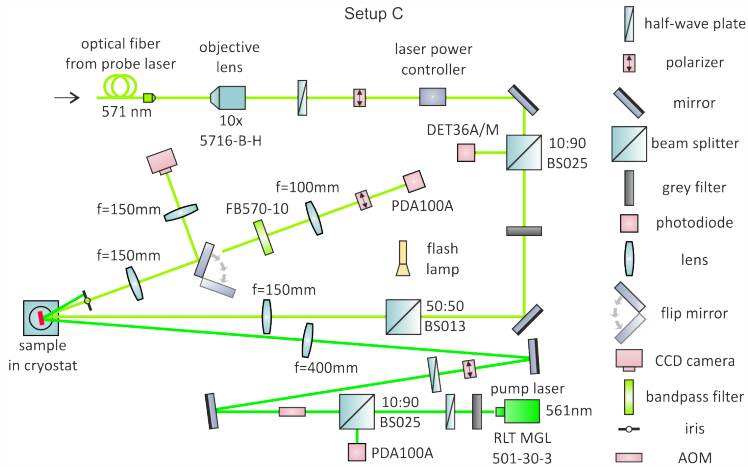 Setup C
optical fiber
from probe laser
571 nm
objective
lens
10x
5716-B-H
laser power
controller
DET36A/M
10:90
BS025
half-wave plate
polarizer
mirror
beam splitter
grey filter
photodiode
lens
flip mirror
CCD camera
bandpass filter
iris
AOM
f=150mm
FB570-10
f=100mm
PDA100A
f=150mm
flash
lamp
f=150mm
50:50
BS013
sample
in cryostat
f=400mm
10:90
BS025
PDA100A
pump laser
561nm
RLT MGL
501-30-3